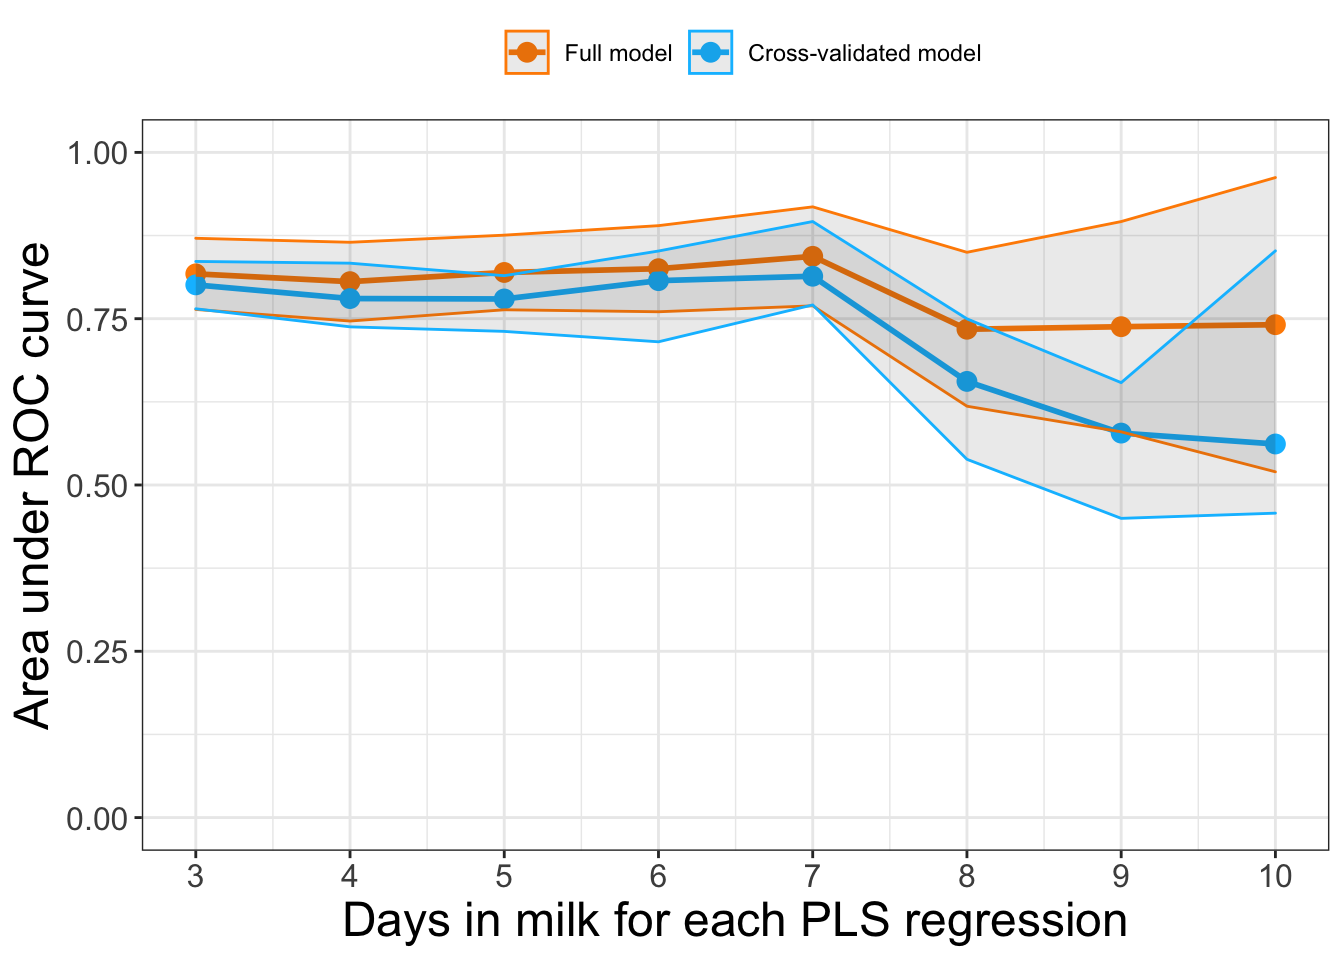 Full model Cross-validated model
1.00
0.75
0.50
0.25
0.00
Area under ROC curve
3 4 5 6 7 8 9 10
Days in milk for each PLS regression